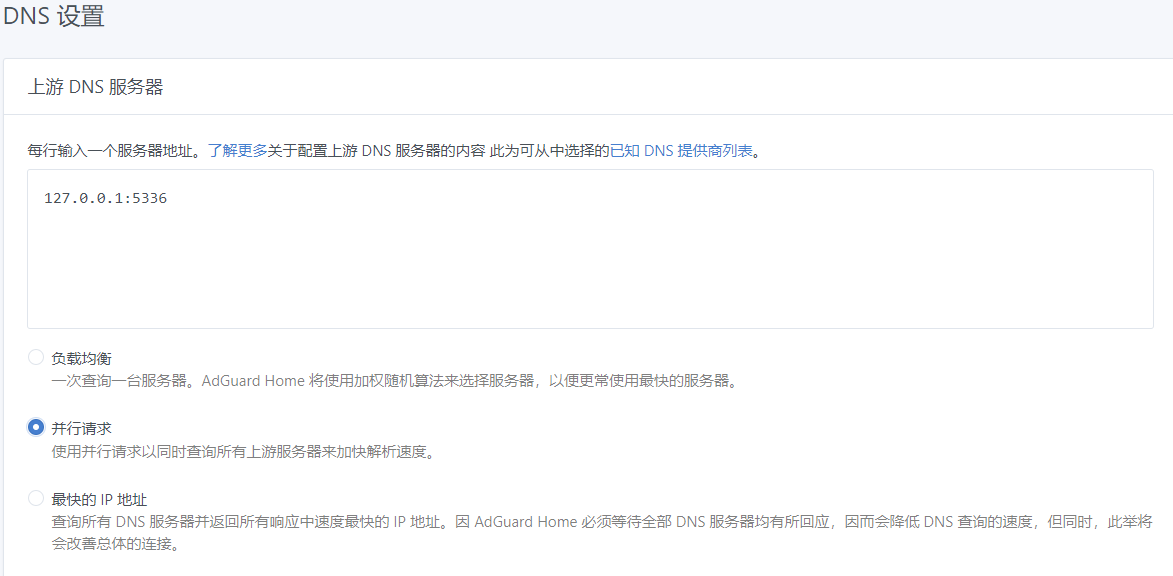 DNS 设置
上游 DNS 服务器
每行输入一个服务器地址。了解更多关于配置上游 DNS 服务器的内容 此为可从中选择的已知 DNS 提供商列表。
127.0.0.1:5336
负载均衡
一次查询一台服务器。AdGuard Home 将使用加权随机算法来选择服务器，以便更常使用最快的服务器。
并行请求
使用并行请求以同时查询所有上游服务器来加快解析速度。
最快的 IP 地址
查询所有 DNS 服务器并返回所有响应中速度最快的 IP 地址。因 AdGuard Home 必须等待全部 DNS 服务器均有所回应，因而会降低 DNS 查询的速度，但同时，此举将
会改善总体的连接。